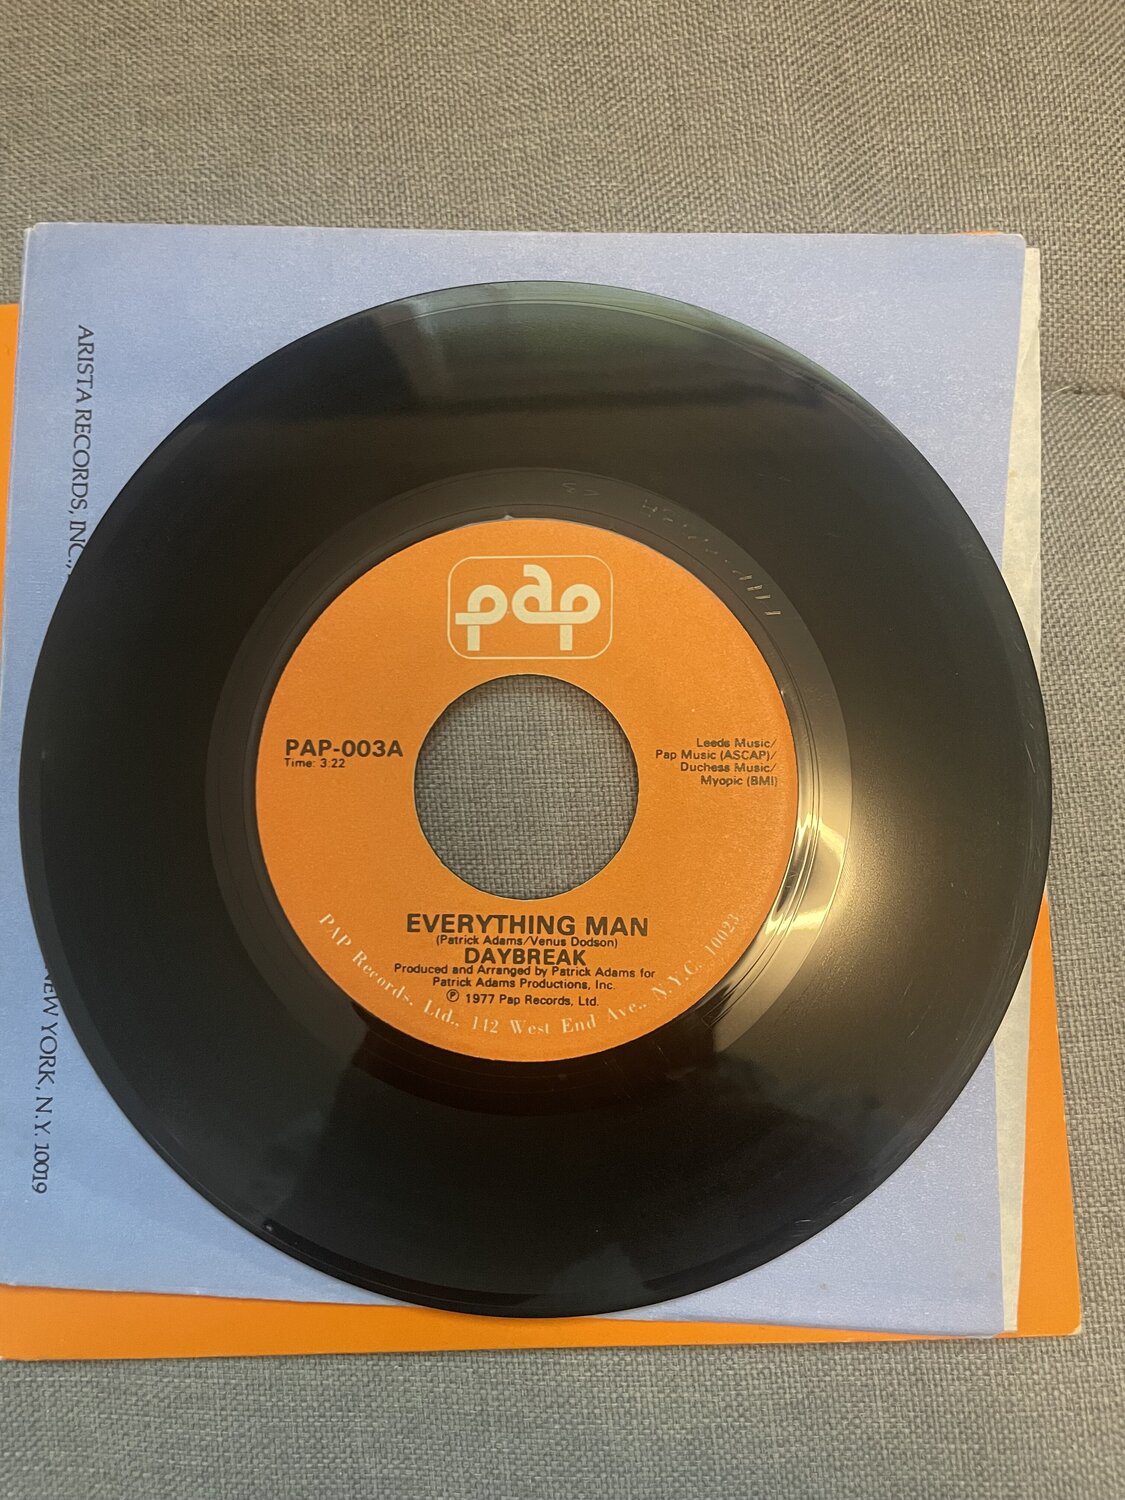 ARISTA RECORDS, INC.,
NEW YORK, N.Y. 10019
pap
PAP-003A
Time: 3:22
Leeds Music/
Pap Music (ASCAP)/
Duchess Music/
Myopic (BMI)
EVERYTHING MAN
(Patrick Adams/Venus Dodson)
DAYBREAK
Produced and Arranged by Patrick Adams for
Patrick Adams Productions, Inc.
℗ 1977 Pap Records, Ltd.
PAP Records, Ltd., 142 West End Ave., N.Y.C. 10023